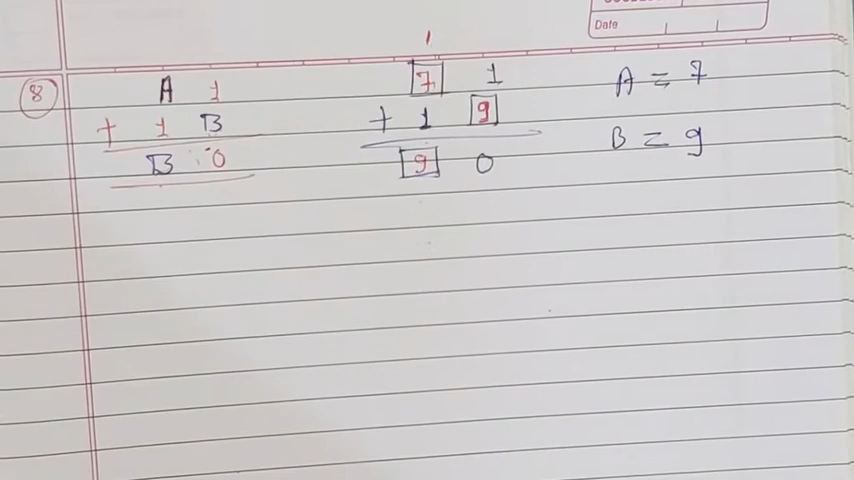 Date
1
8 A 1 7 1 A = 7
+ 1 B + 1 9 B = 9
B 0 9 0